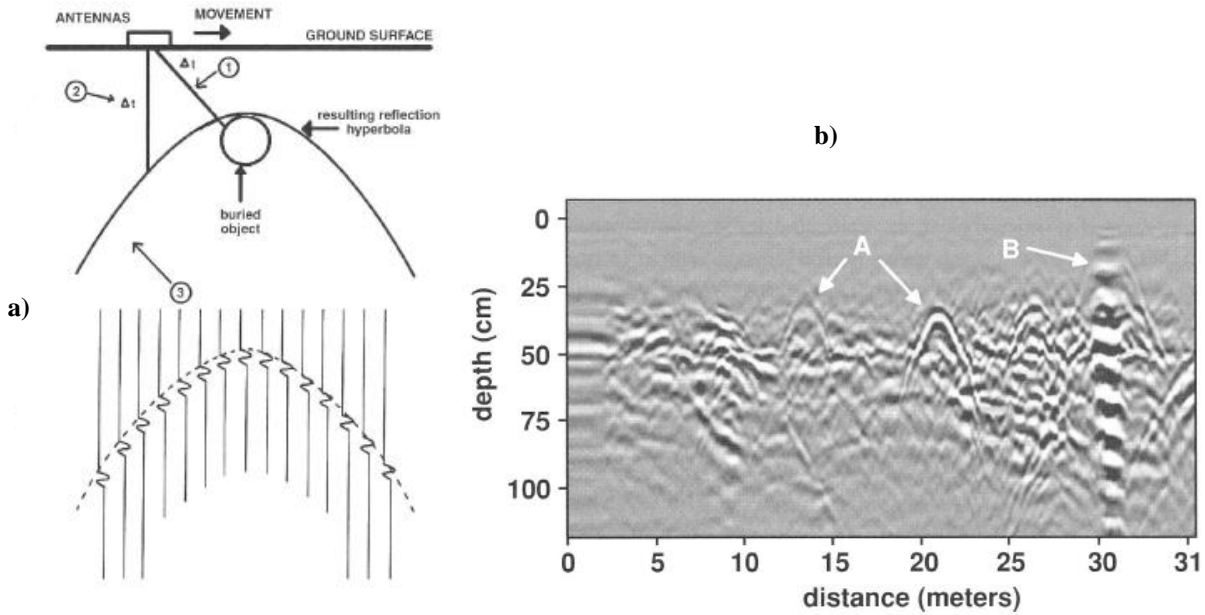 ANTENNAS
MOVEMENT
GROUND SURFACE
Δt
1
2
Δt
resulting reflection
hyperbola
buried
object
3
a)
b)
A
B
0
25
50
75
100
depth (cm)
0
5
10
15
20
25
30
31
distance (meters)